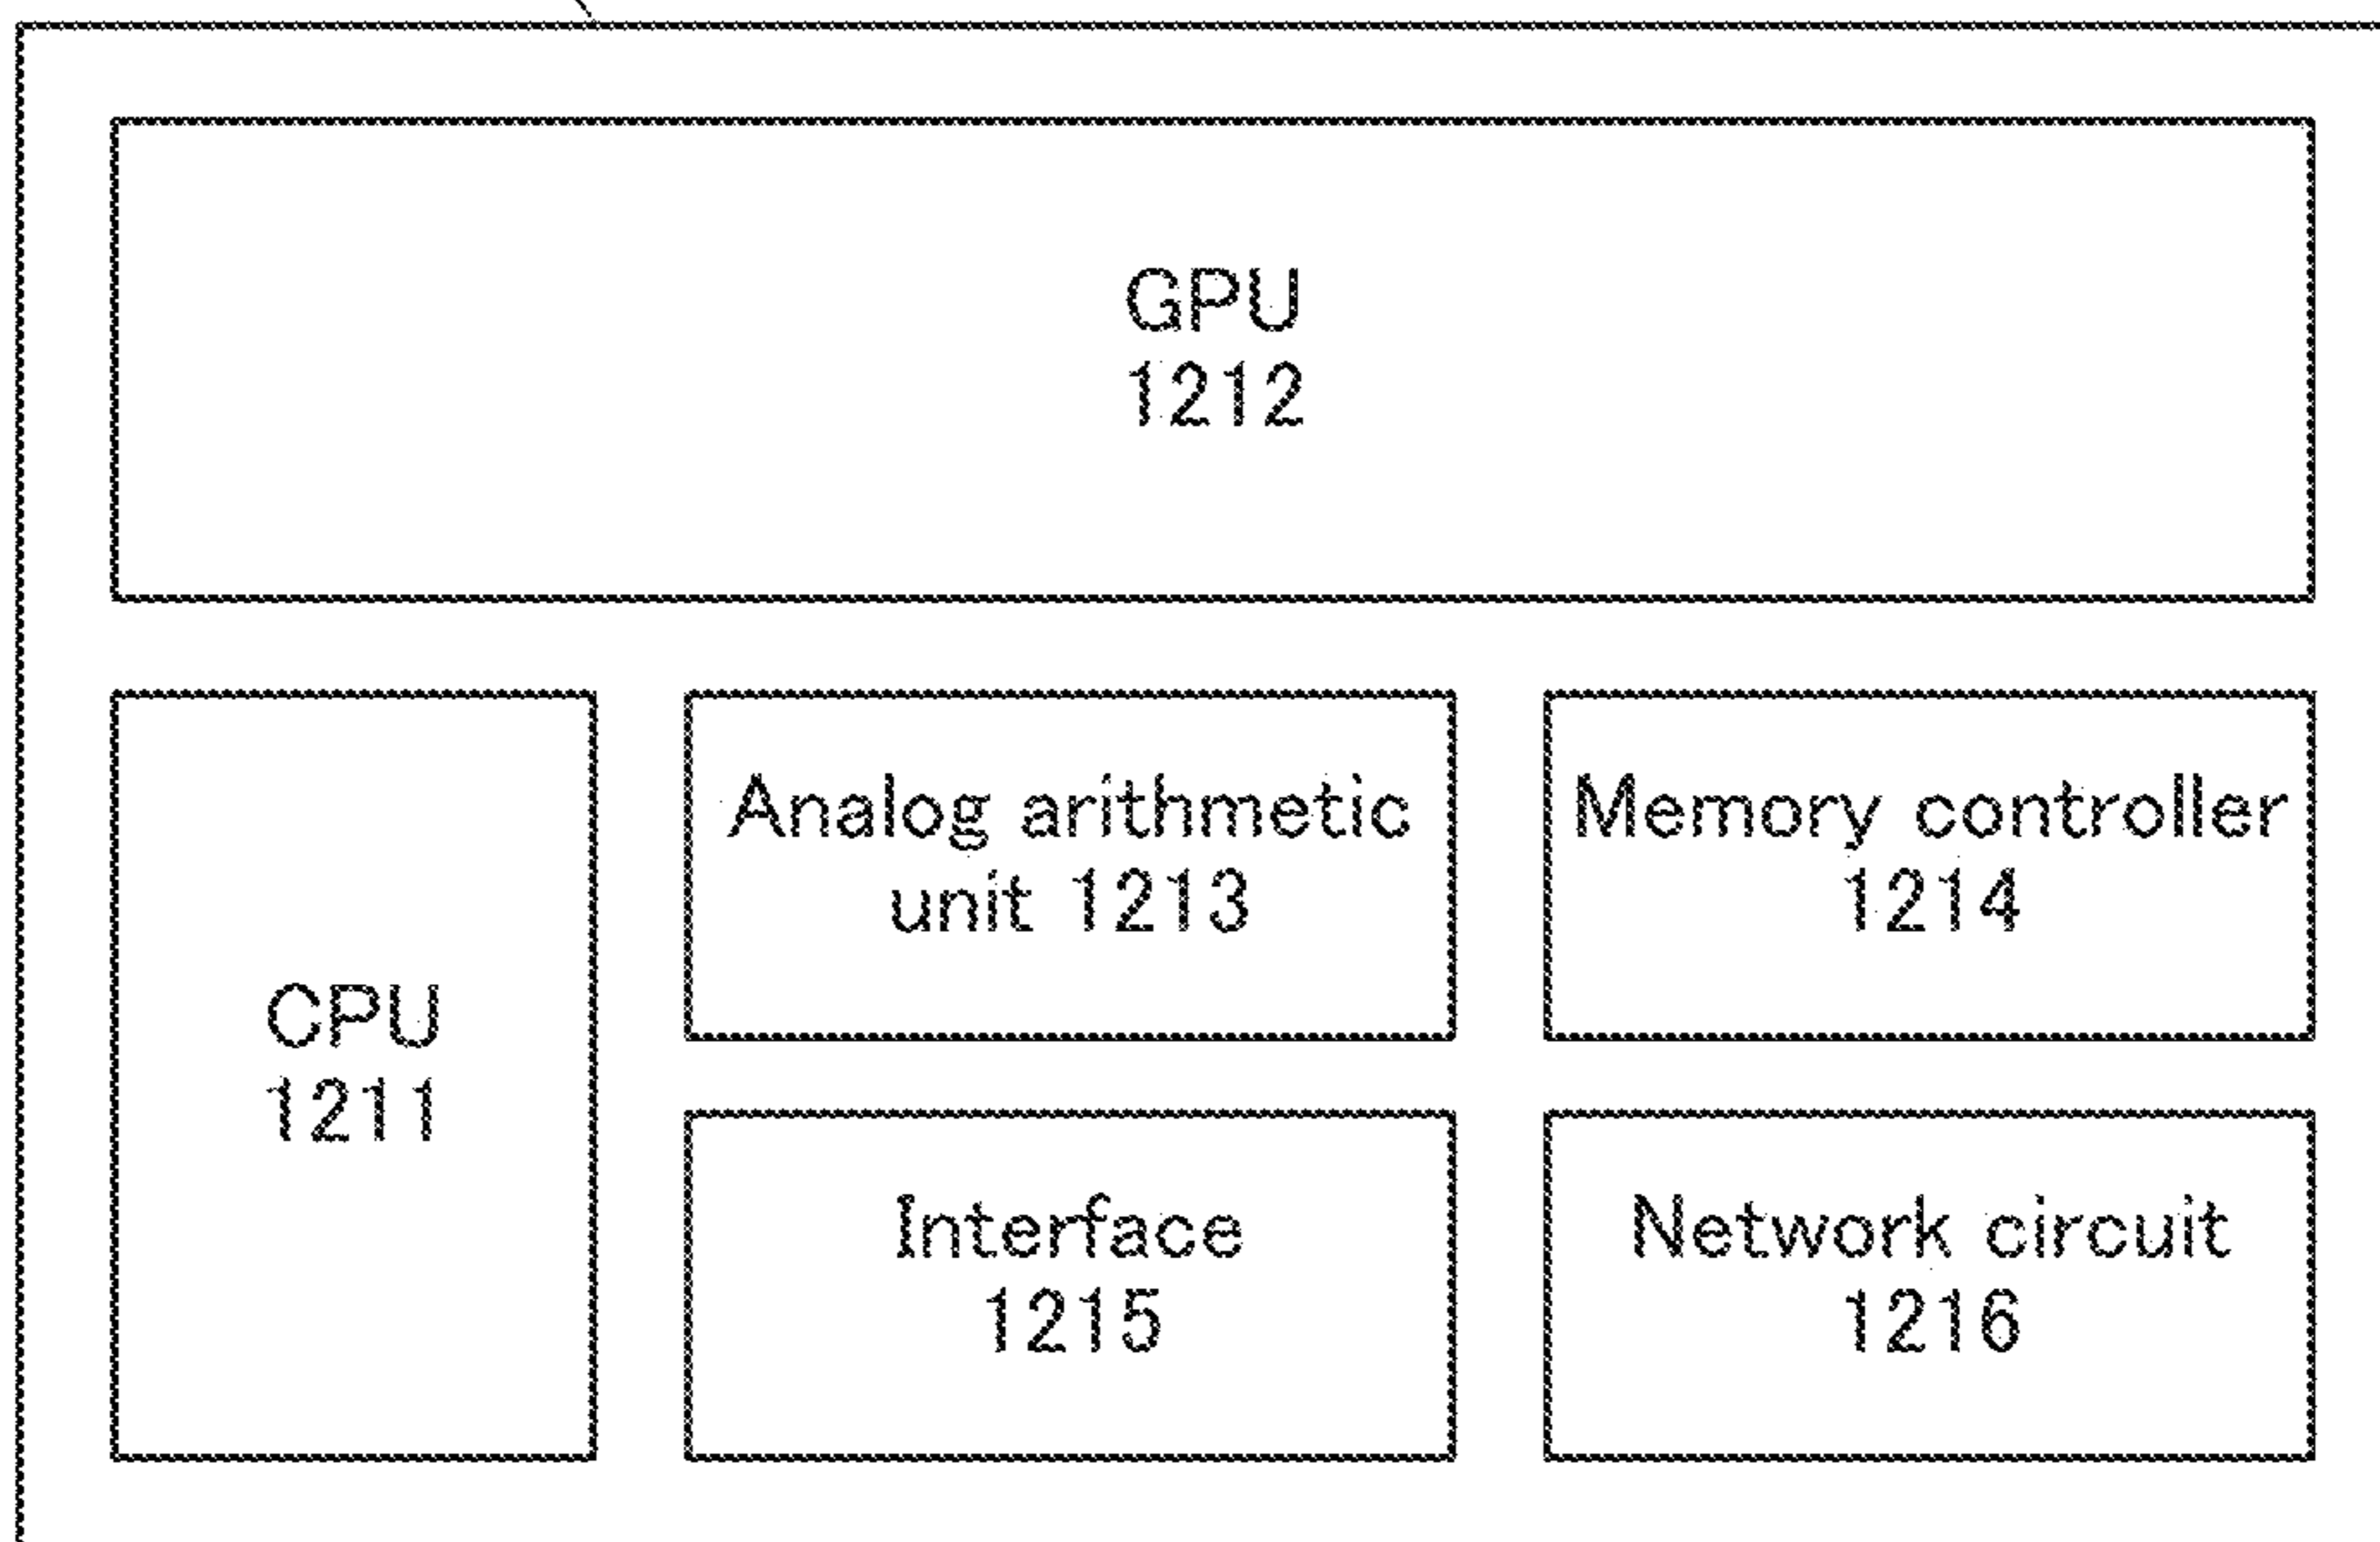 GPU
1212
CPU
1211
Analog arithmetic
unit 1213
Memory controller
1214
Interface
1215
Network circuit
1216